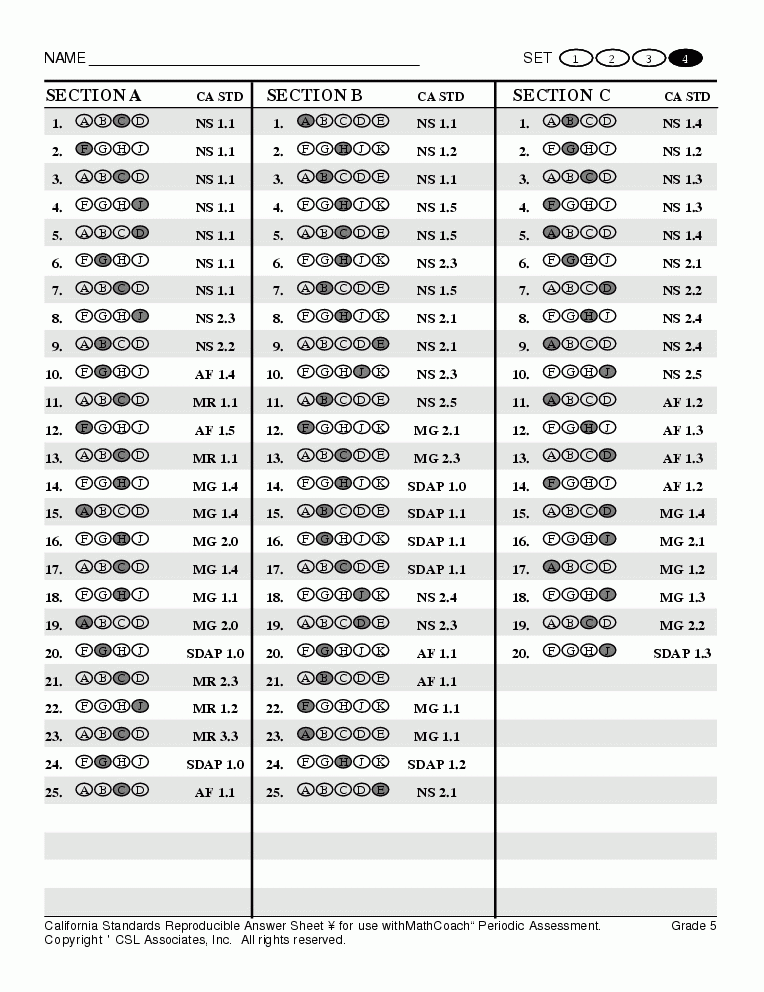 NAME SET 1 2 3 4
SECTION A CA STD SECTION B CA STD SECTION C CA STD
1. A B C D NS 1.1 1. A B C D E NS 1.1 1. A B C D NS 1.4
2. F G H J NS 1.1 2. F G H J K NS 1.2 2. F G H J NS 1.2
3. A B C D NS 1.1 3. A B C D E NS 1.1 3. A B C D NS 1.3
4. F G H J NS 1.1 4. F G H J K NS 1.5 4. F G H J NS 1.3
5. A B C D NS 1.1 5. A B C D E NS 1.5 5. A B C D NS 1.4
6. F G H J NS 1.1 6. F G H J K NS 2.3 6. F G H J NS 2.1
7. A B C D NS 1.1 7. A B C D E NS 1.5 7. A B C D NS 2.2
8. F G H J NS 2.3 8. F G H J K NS 2.1 8. F G H J NS 2.4
9. A B C D NS 2.2 9. A B C D E NS 2.1 9. A B C D NS 2.4
10. F G H J AF 1.4 10. F G H J K NS 2.3 10. F G H J NS 2.5
11. A B C D MR 1.1 11. A B C D E NS 2.5 11. A B C D AF 1.2
12. F G H J AF 1.5 12. F G H J K MG 2.1 12. F G H J AF 1.3
13. A B C D MR 1.1 13. A B C D E MG 2.3 13. A B C D AF 1.3
14. F G H J MG 1.4 14. F G H J K SDAP 1.0 14. F G H J AF 1.2
15. A B C D MG 1.4 15. A B C D E SDAP 1.1 15. A B C D MG 1.4
16. F G H J MG 2.0 16. F G H J K SDAP 1.1 16. F G H J MG 2.1
17. A B C D MG 1.4 17. A B C D E SDAP 1.1 17. A B C D MG 1.2
18. F G H J MG 1.1 18. F G H J K NS 2.4 18. F G H J MG 1.3
19. A B C D MG 2.0 19. A B C D E NS 2.3 19. A B C D MG 2.2
20. F G H J SDAP 1.0 20. F G H J K AF 1.1 20. F G H J SDAP 1.3
21. A B C D MR 2.3 21. A B C D E AF 1.1
22. F G H J MR 1.2 22. F G H J K MG 1.1
23. A B C D MR 3.3 23. A B C D E MG 1.1
24. F G H J SDAP 1.0 24. F G H J K SDAP 1.2
25. A B C D AF 1.1 25. A B C D E NS 2.1
California Standards Reproducible Answer Sheet ¥ for use withMathCoach“ Periodic Assessment. Grade 5
Copyright ' CSL Associates, Inc. All rights reserved.